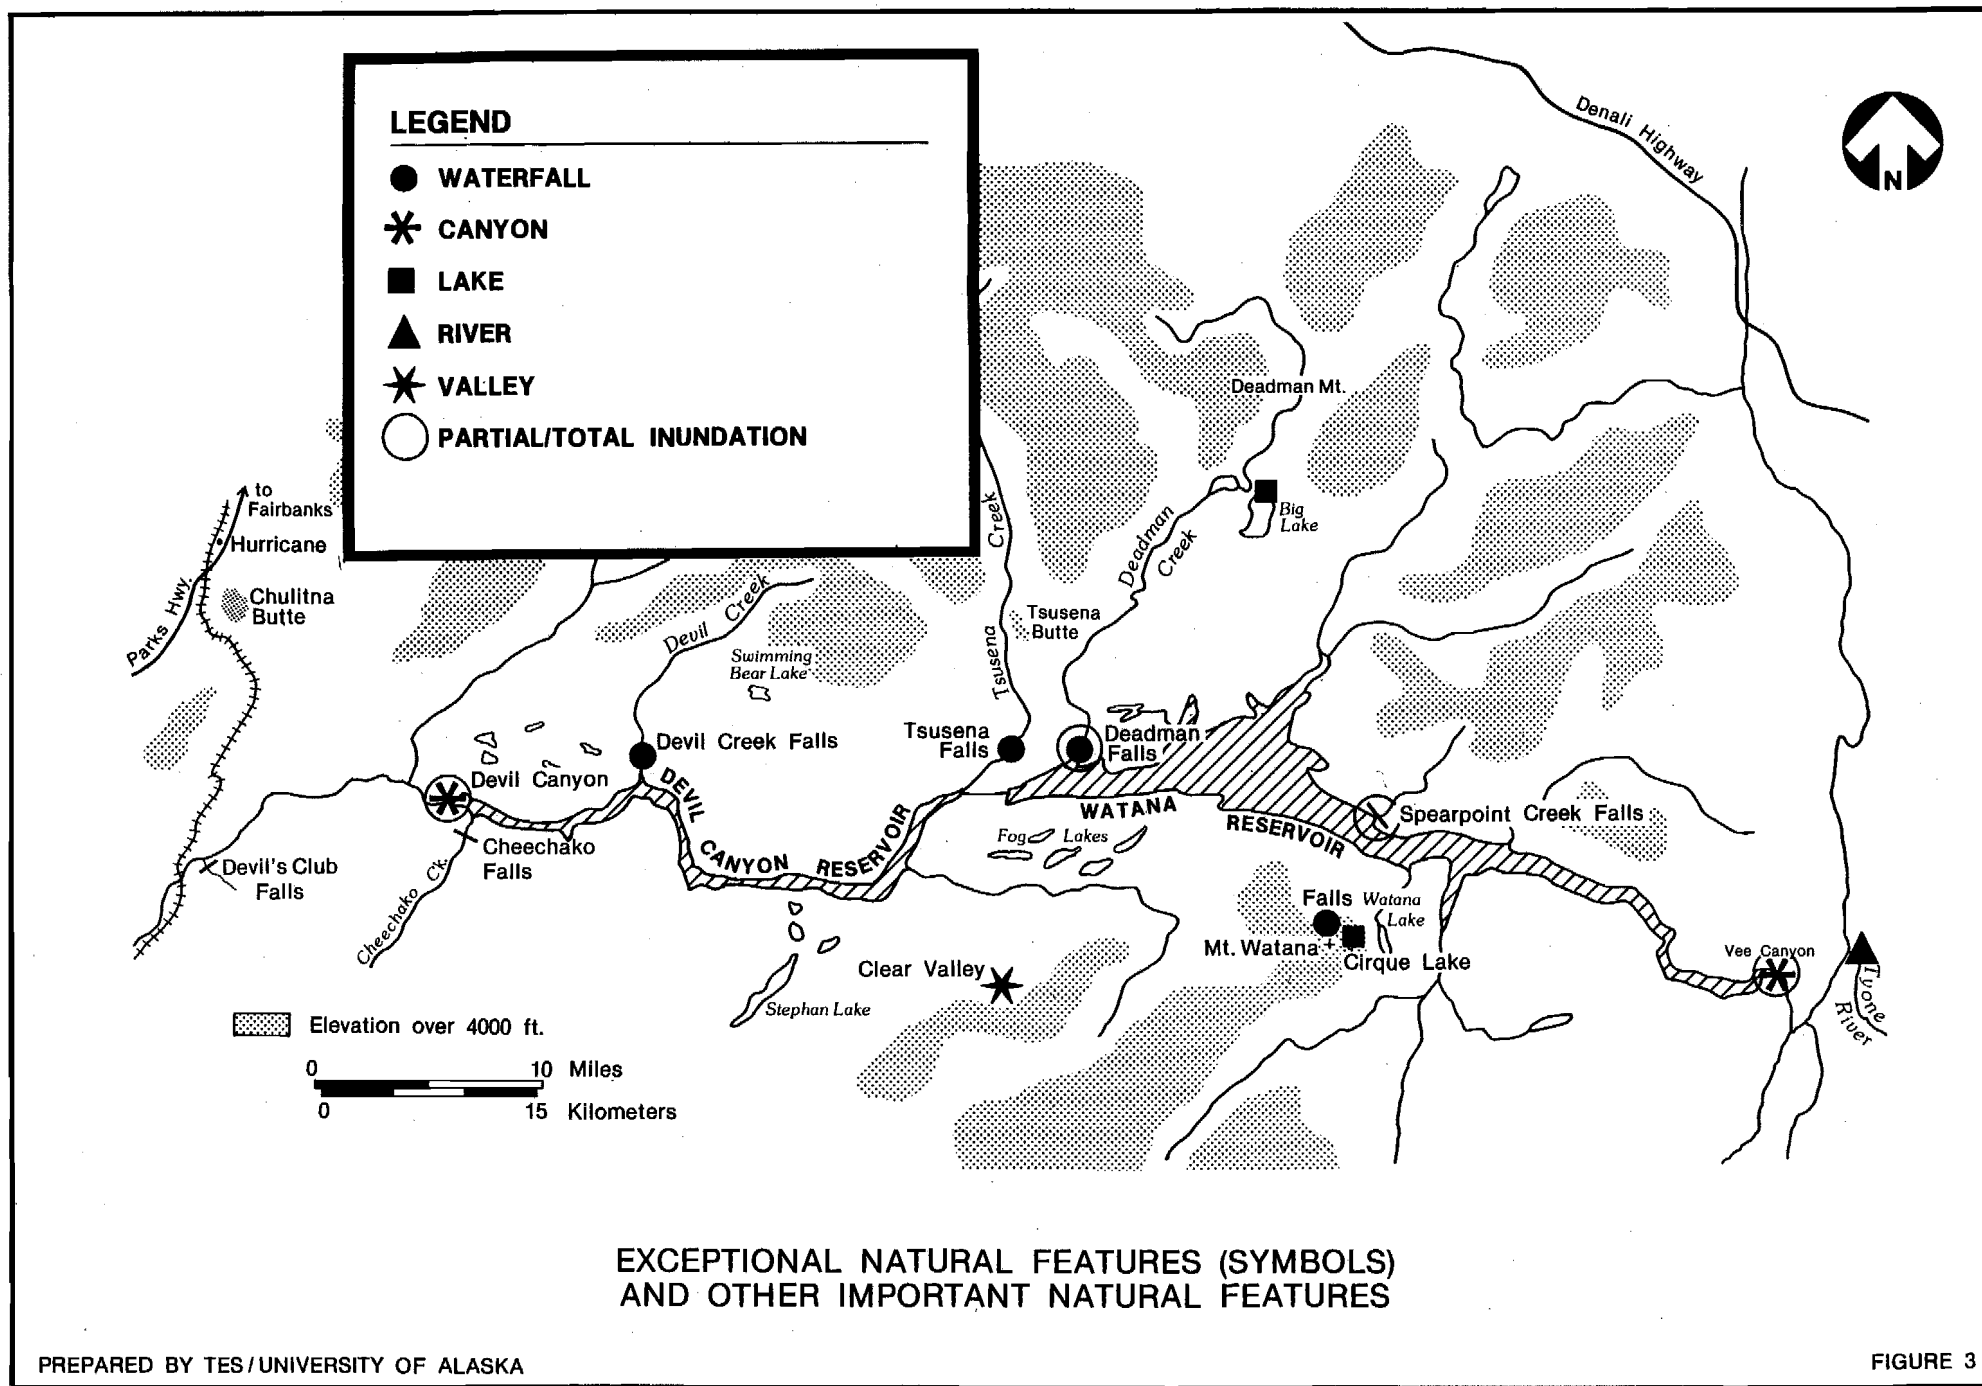 LEGEND
WATERFALL
CANYON
LAKE
RIVER
VALLEY
PARTIAL/TOTAL INUNDATION
Denali Highway
N
Deadman Mt.
to
Fairbanks
Hurricane
Chulitna
Butte
Parks Hwy.
Big
Lake
Deadman
Creek
Tsusena Creek
Tsusena
Butte
Devil Creek
Swimming
Bear Lake
Devil Creek Falls
Tsusena
Falls
Deadman
Falls
Devil Canyon
DEVIL CANYON RESERVOIR
WATANA RESERVOIR
Fog Lakes
Spearpoint Creek Falls
Devil's Club
Falls
Cheechako
Falls
Cheechako Ck.
Falls
Watana
Lake
Mt. Watana
Cirque Lake
Vee Canyon
Clear Valley
Stephan Lake
Tyone
River
Elevation over 4000 ft.
0 10 Miles
0 15 Kilometers
EXCEPTIONAL NATURAL FEATURES (SYMBOLS)
AND OTHER IMPORTANT NATURAL FEATURES
PREPARED BY TES/UNIVERSITY OF ALASKA
FIGURE 3